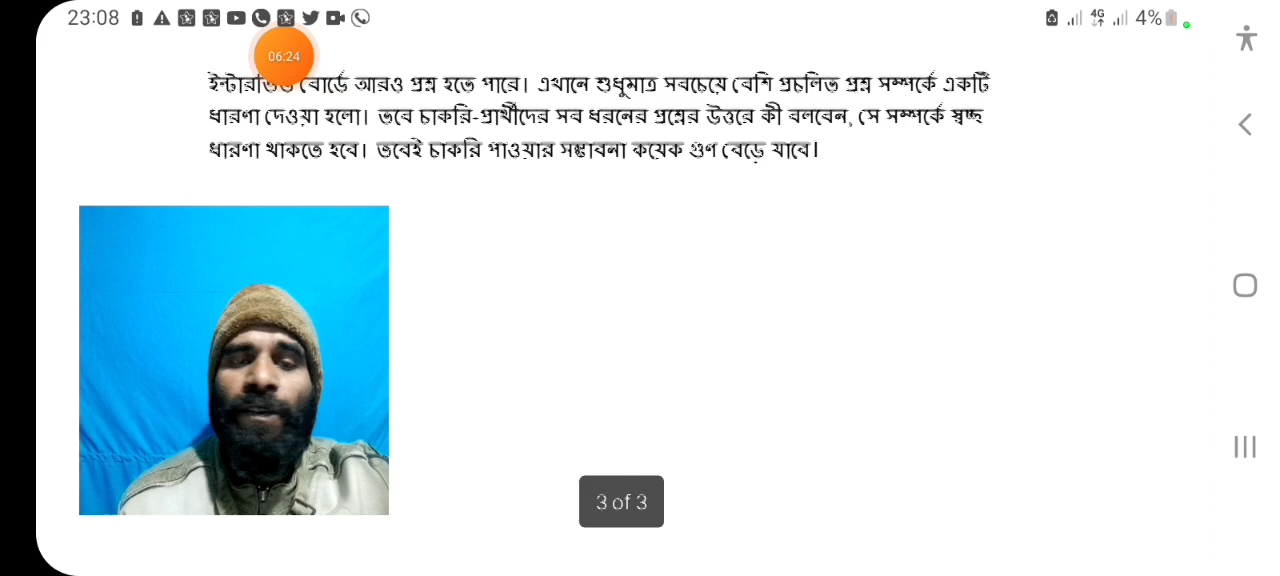 23:08
4G
4%
06:24
বোর্ডে আরও প্রশ্ন হতে পারে। এখানে শুধুমাত্র সবচেয়ে বেশি প্রচলিত প্রশ্ন সম্পর্কে একটি
ধারণা দেওয়া হলো। তবে চাকরি-প্রার্থীদের সব ধরনের প্রশ্নের উত্তরে কী বলবেন, সে সম্পর্কে স্বচ্ছ
ধারণা থাকতে হবে। তবেই চাকরি পাওয়ার সম্ভাবনা কয়েক গুণ বেড়ে যাবে।
3 of 3